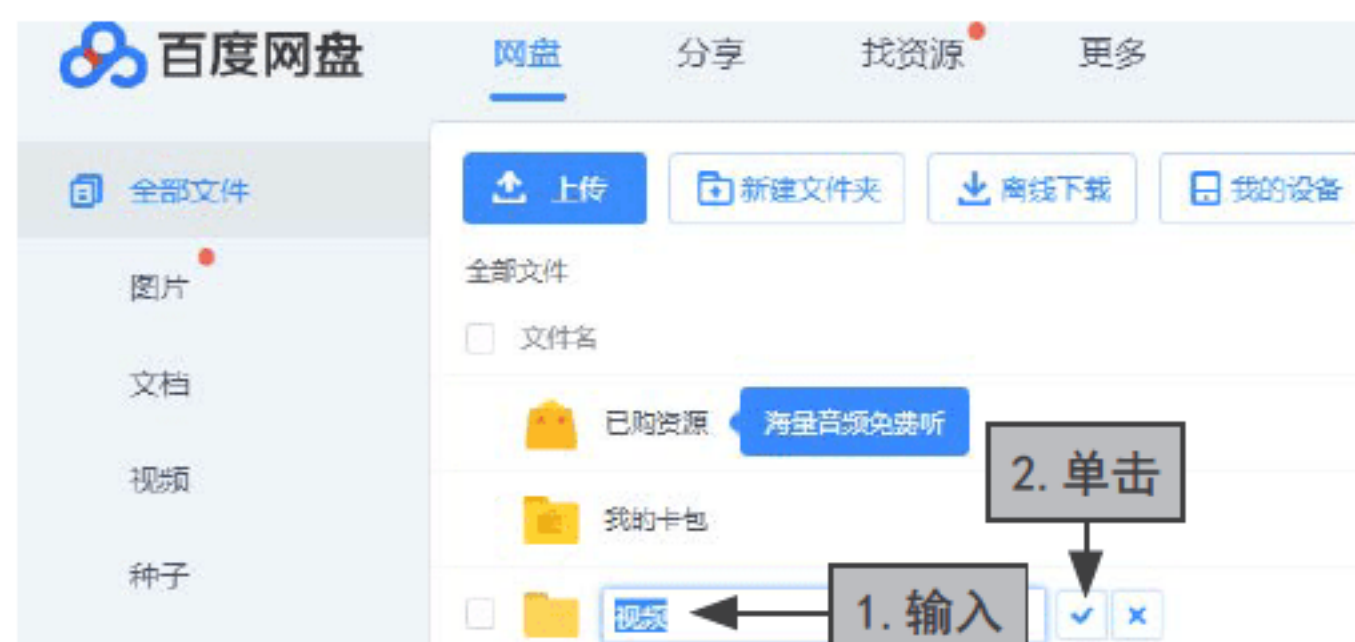 百度网盘 网盘 分享 找资源 更多
全部文件 上传 新建文件夹 离线下载 我的设备
图片 全部文件
文件名
文档
已购资源 海量音频免费听
2. 单击
视频
我的卡包
种子
视频 1. 输入